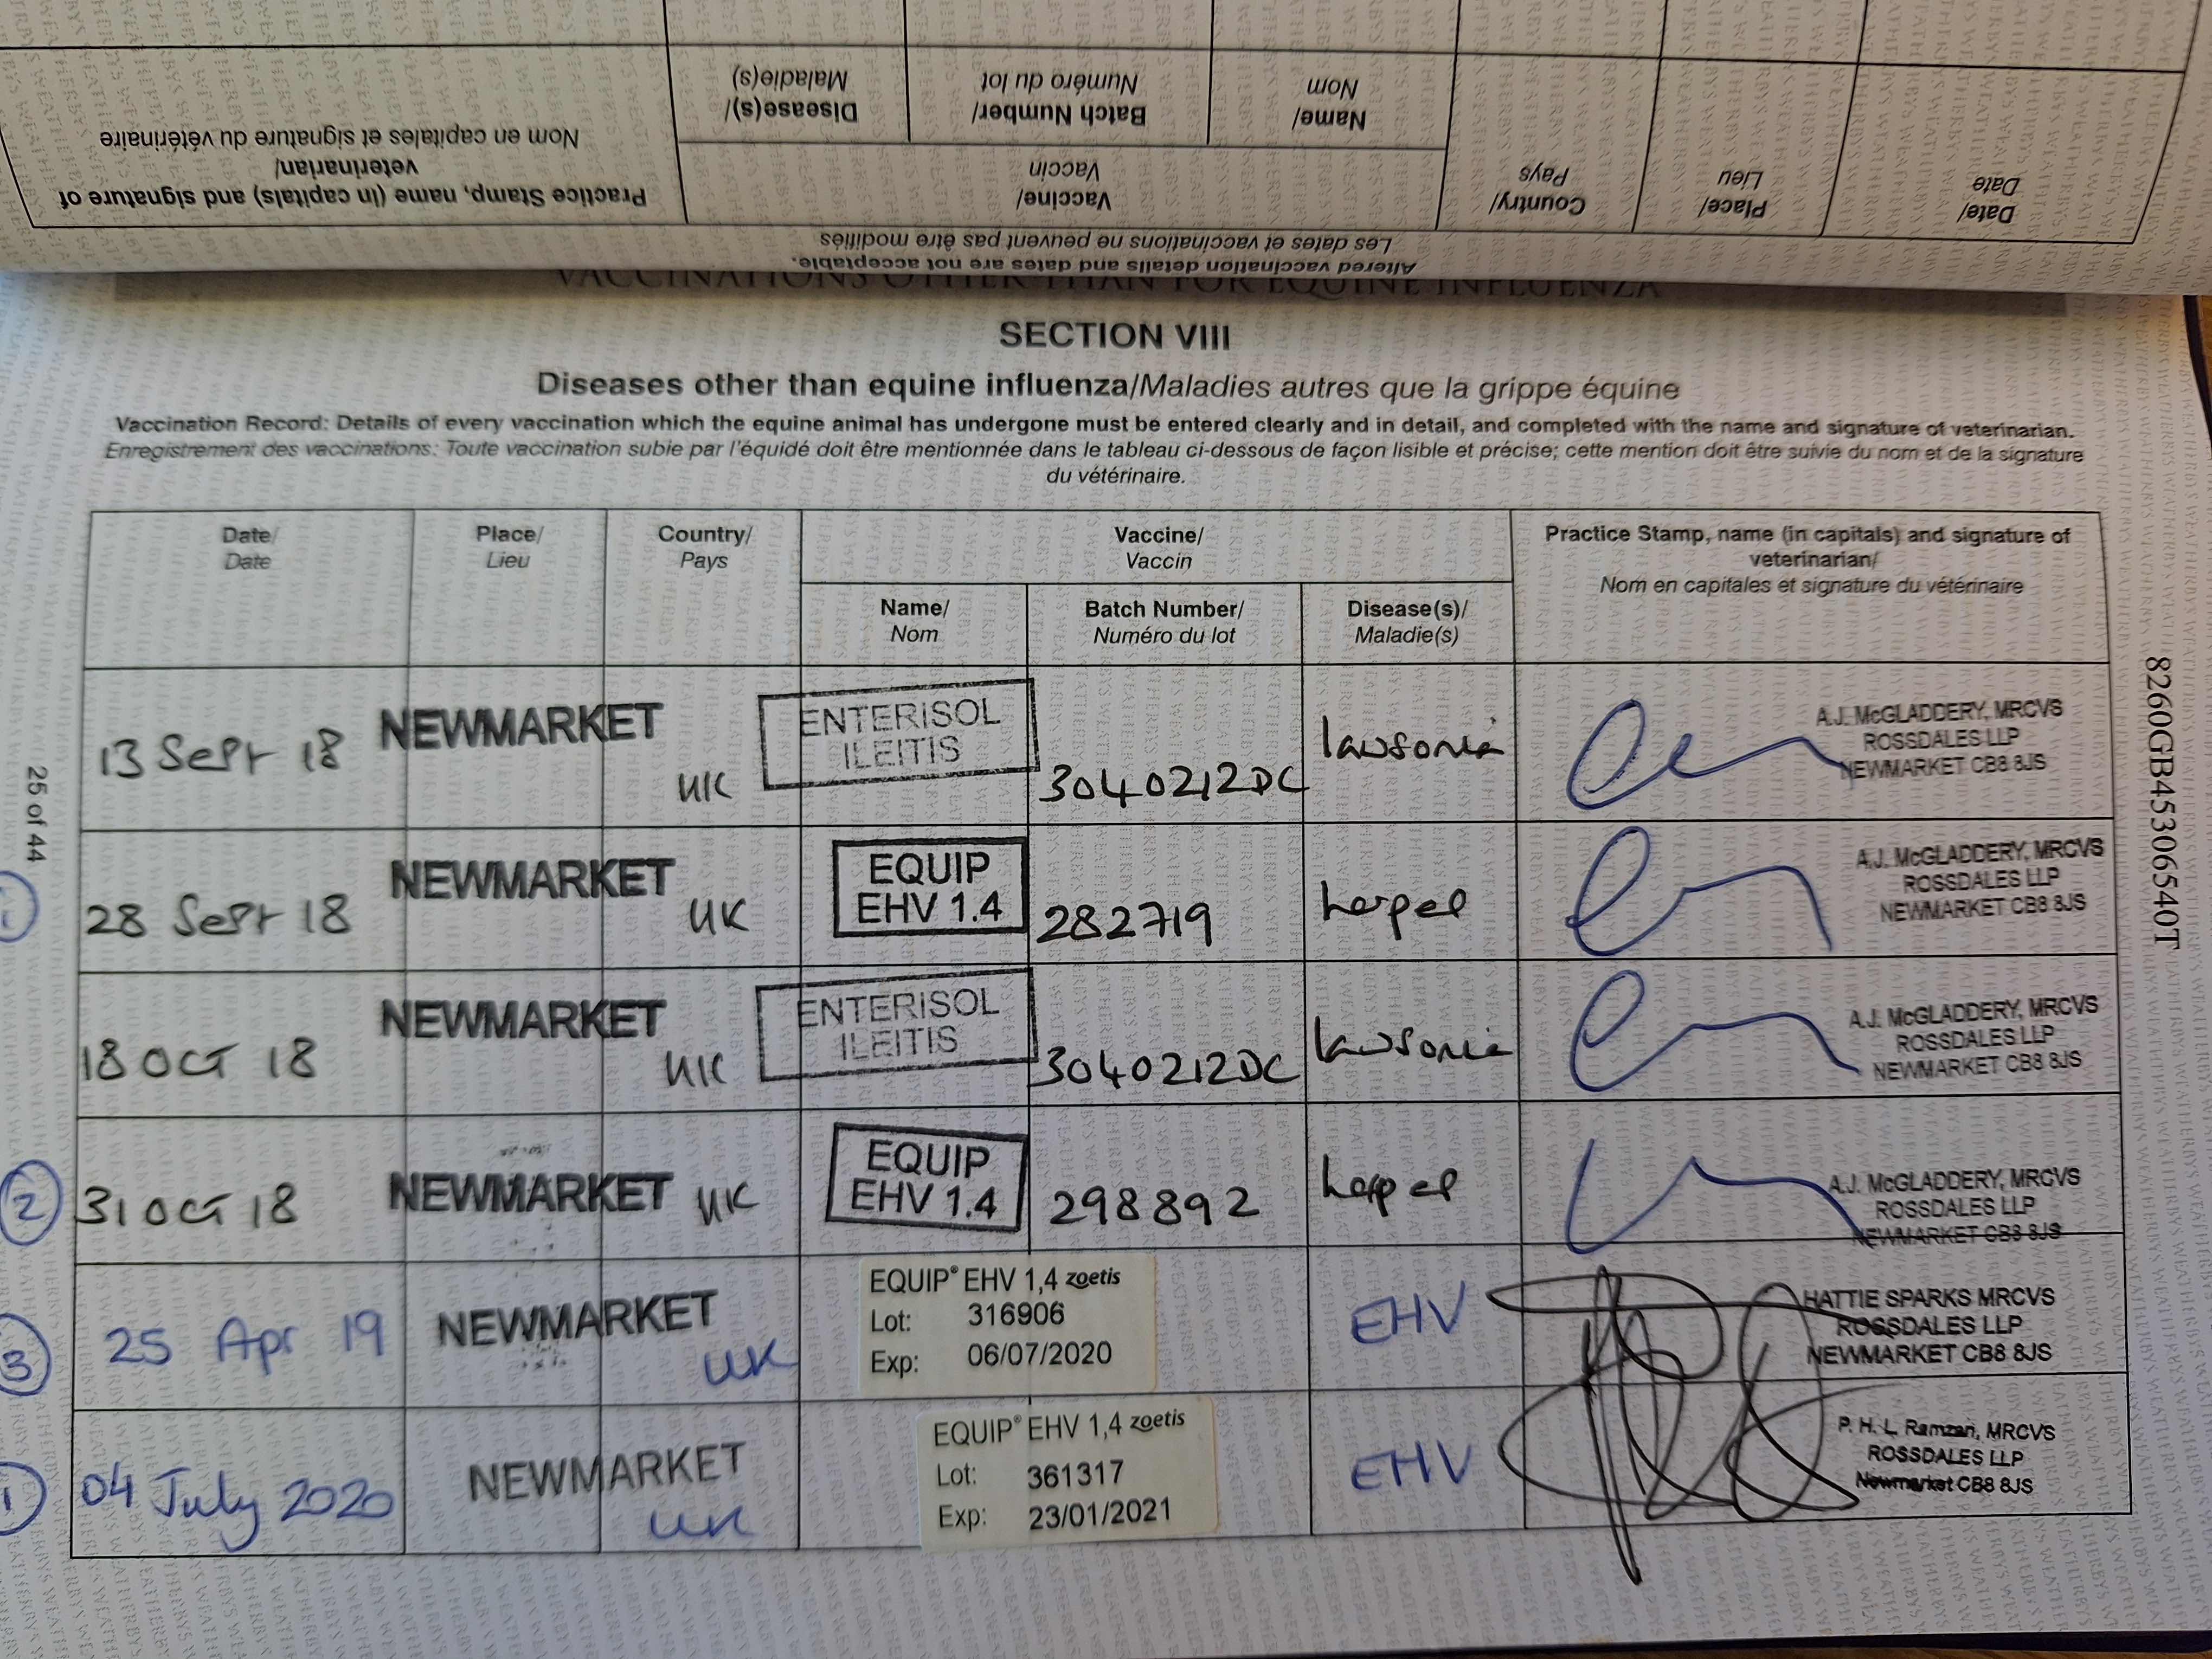 Practice Stamp, name (in capitals) and signature of
veterinarian/
Nom en capitales et signature du vétérinaire
Disease(s)/
Maladie(s)
Batch Number/
Numéro du lot
Name/
Nom
Vaccine/
Vaccin
Country/
Pays
Place/
Lieu
Date/
Date
Les dates et vaccinations ne peuvent pas être modifiés
Altered vaccination details and dates are not acceptable.
VACCINATIONS OTHER THAN FOR EQUINE INFLUENZA
SECTION VIII
Diseases other than equine influenza/Maladies autres que la grippe équine
Vaccination Record: Details of every vaccination which the equine animal has undergone must be entered clearly and in detail, and completed with the name and signature of veterinarian.
Enregistrement des vaccinations: Toute vaccination subie par l'équidé doit être mentionnée dans le tableau ci-dessous de façon lisible et précise; cette mention doit être suivie du nom et de la signature
du vétérinaire.
Date/
Date
Place/
Lieu
Country/
Pays
Vaccine/
Vaccin
Name/
Nom
Batch Number/
Numéro du lot
Disease(s)/
Maladie(s)
Practice Stamp, name (in capitals) and signature of
veterinarian/
Nom en capitales et signature du vétérinaire
13 Sept 18
NEWMARKET
UK
ENTERISOL
ILEITIS
3040212DC
lawsonia
A.J. McGLADDERY, MRCVS
ROSSDALES LLP
NEWMARKET CB8 8JS
1
28 Sept 18
NEWMARKET
UK
EQUIP
EHV 1.4
282719
A.J. McGLADDERY, MRCVS
ROSSDALES LLP
NEWMARKET CB8 8JS
18 OCT 18
NEWMARKET
UK
ENTERISOL
ILEITIS
3040212DC
lawsonia
A.J. McGLADDERY, MRCVS
ROSSDALES LLP
NEWMARKET CB8 8JS
2
31 OCT 18
NEWMARKET
UK
EQUIP
EHV 1.4
298892
A.J. McGLADDERY, MRCVS
ROSSDALES LLP
NEWMARKET CB8 8JS
3
25 Apr 19
NEWMARKET
UK
EQUIP® EHV 1,4 zoetis
Lot: 316906
Exp: 06/07/2020
EHV
HATTIE SPARKS MRCVS
ROSSDALES LLP
NEWMARKET CB8 8JS
1
04 July 2020
NEWMARKET
UK
EQUIP® EHV 1,4 zoetis
Lot: 361317
Exp: 23/01/2021
EHV
P. H. L. Ramzan, MRCVS
ROSSDALES LLP
Newmarket CB8 8JS
25 of 44
8260GB45306540T